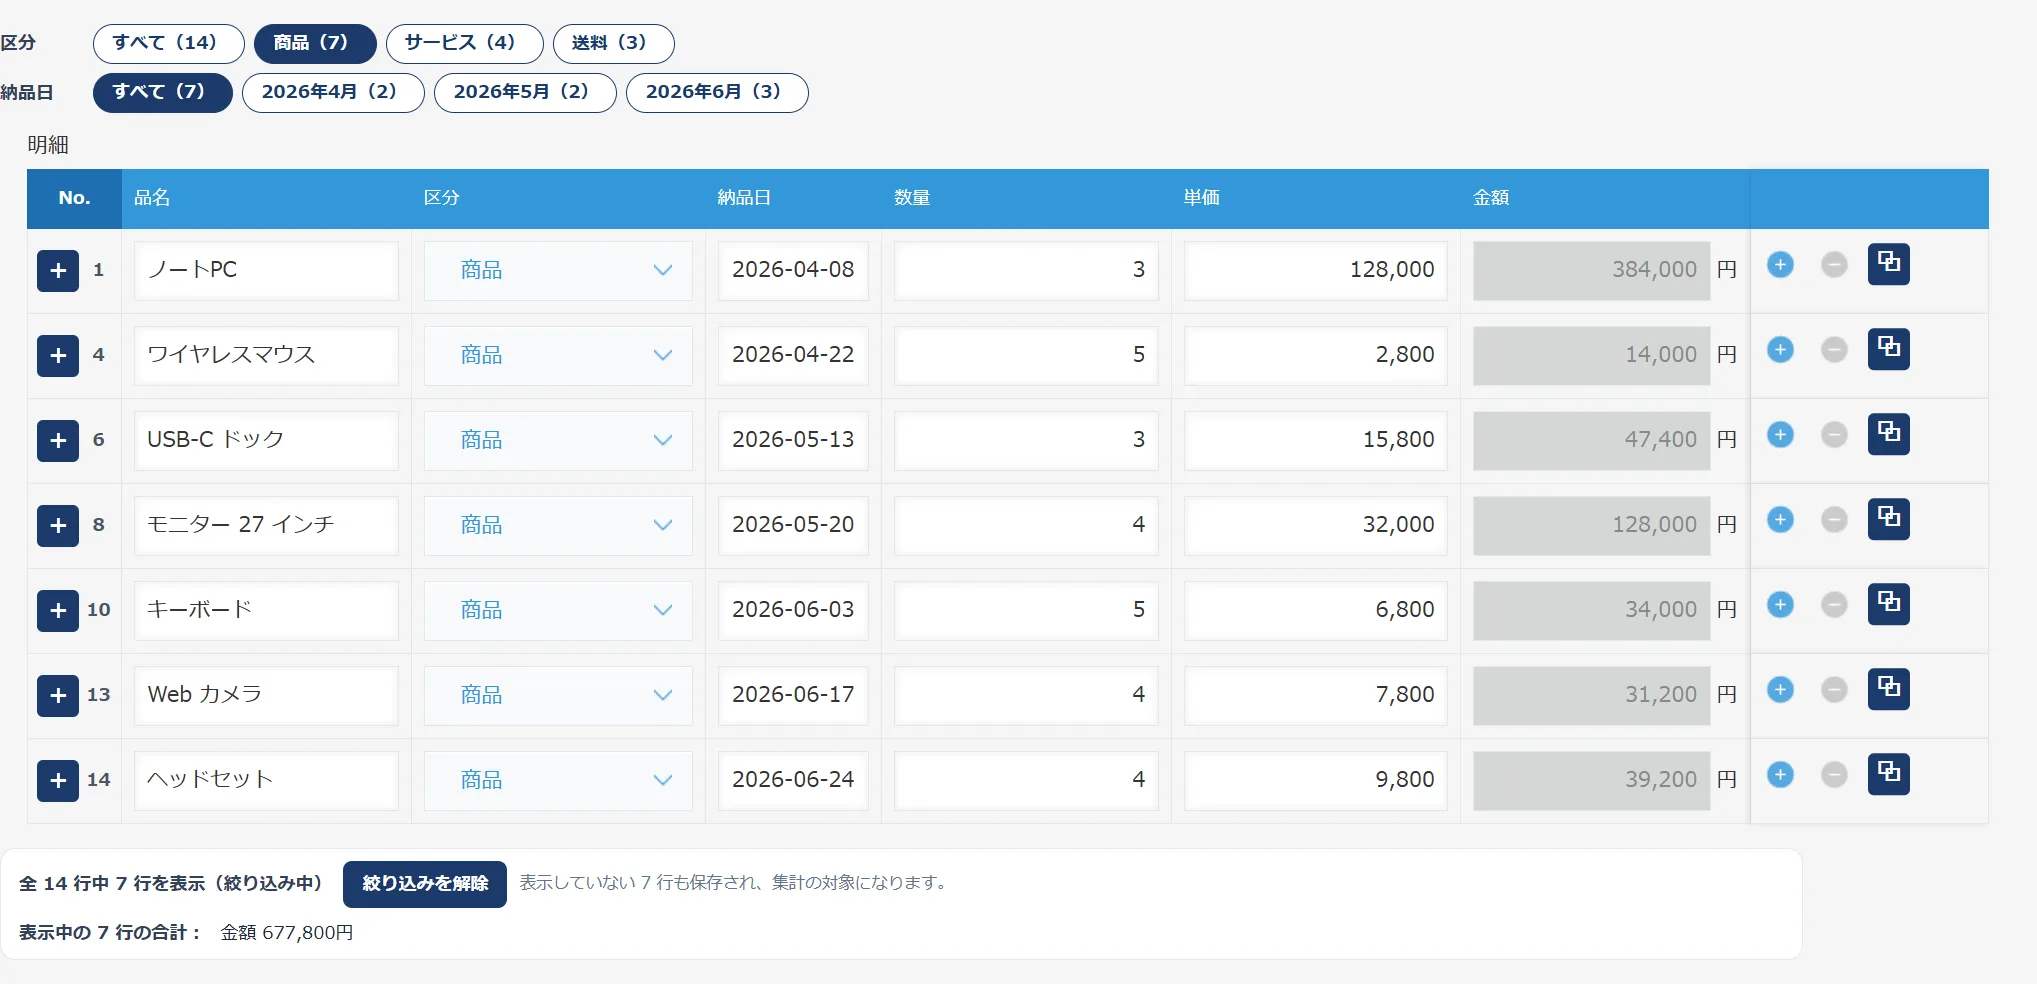 区分 すべて（14） 商品（7） サービス（4） 送料（3）
納品日 すべて（7） 2026年4月（2） 2026年5月（2） 2026年6月（3）
明細
No. 品名 区分 納品日 数量 単価 金額
+ 1 ノートPC 商品 2026-04-08 3 128,000 384,000 円
+ 4 ワイヤレスマウス 商品 2026-04-22 5 2,800 14,000 円
+ 6 USB-C ドック 商品 2026-05-13 3 15,800 47,400 円
+ 8 モニター 27 インチ 商品 2026-05-20 4 32,000 128,000 円
+ 10 キーボード 商品 2026-06-03 5 6,800 34,000 円
+ 13 Web カメラ 商品 2026-06-17 4 7,800 31,200 円
+ 14 ヘッドセット 商品 2026-06-24 4 9,800 39,200 円
全 14 行中 7 行を表示（絞り込み中） 絞り込みを解除 表示していない 7 行も保存され、集計の対象になります。
表示中の 7 行の合計： 金額 677,800円